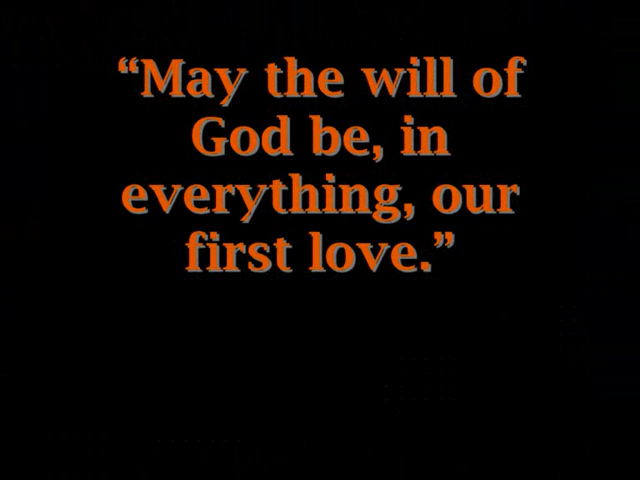 “May the will of
God be, in
everything, our
first love.”